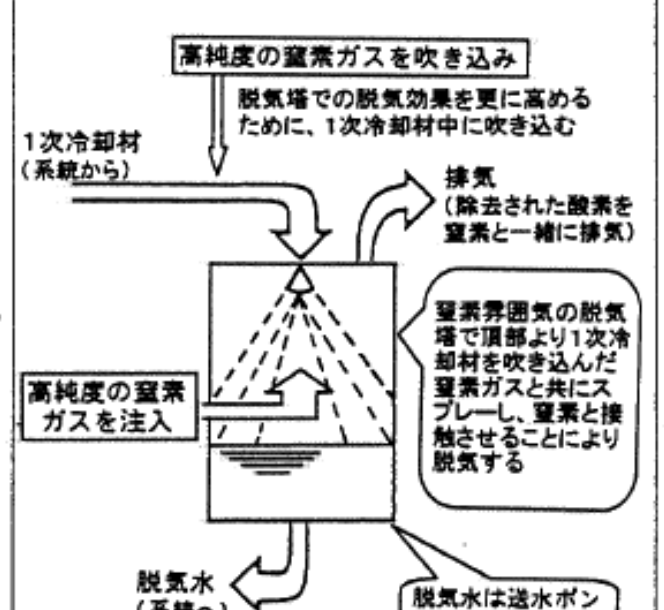 高純度の窒素ガスを吹き込み
脱気塔での脱気効果を更に高める
ために、1次冷却材中に吹き込む
1次冷却材
(系統から)
排気
(除去された酸素を
窒素と一緒に排気)
窒素雰囲気の脱気
塔で頂部より1次冷
却材を吹き込んだ
窒素ガスと共にス
プレーし、窒素と接
触させることにより
脱気する
高純度の窒素
ガスを注入
脱気水
(系統へ)
脱気水は送水ポン